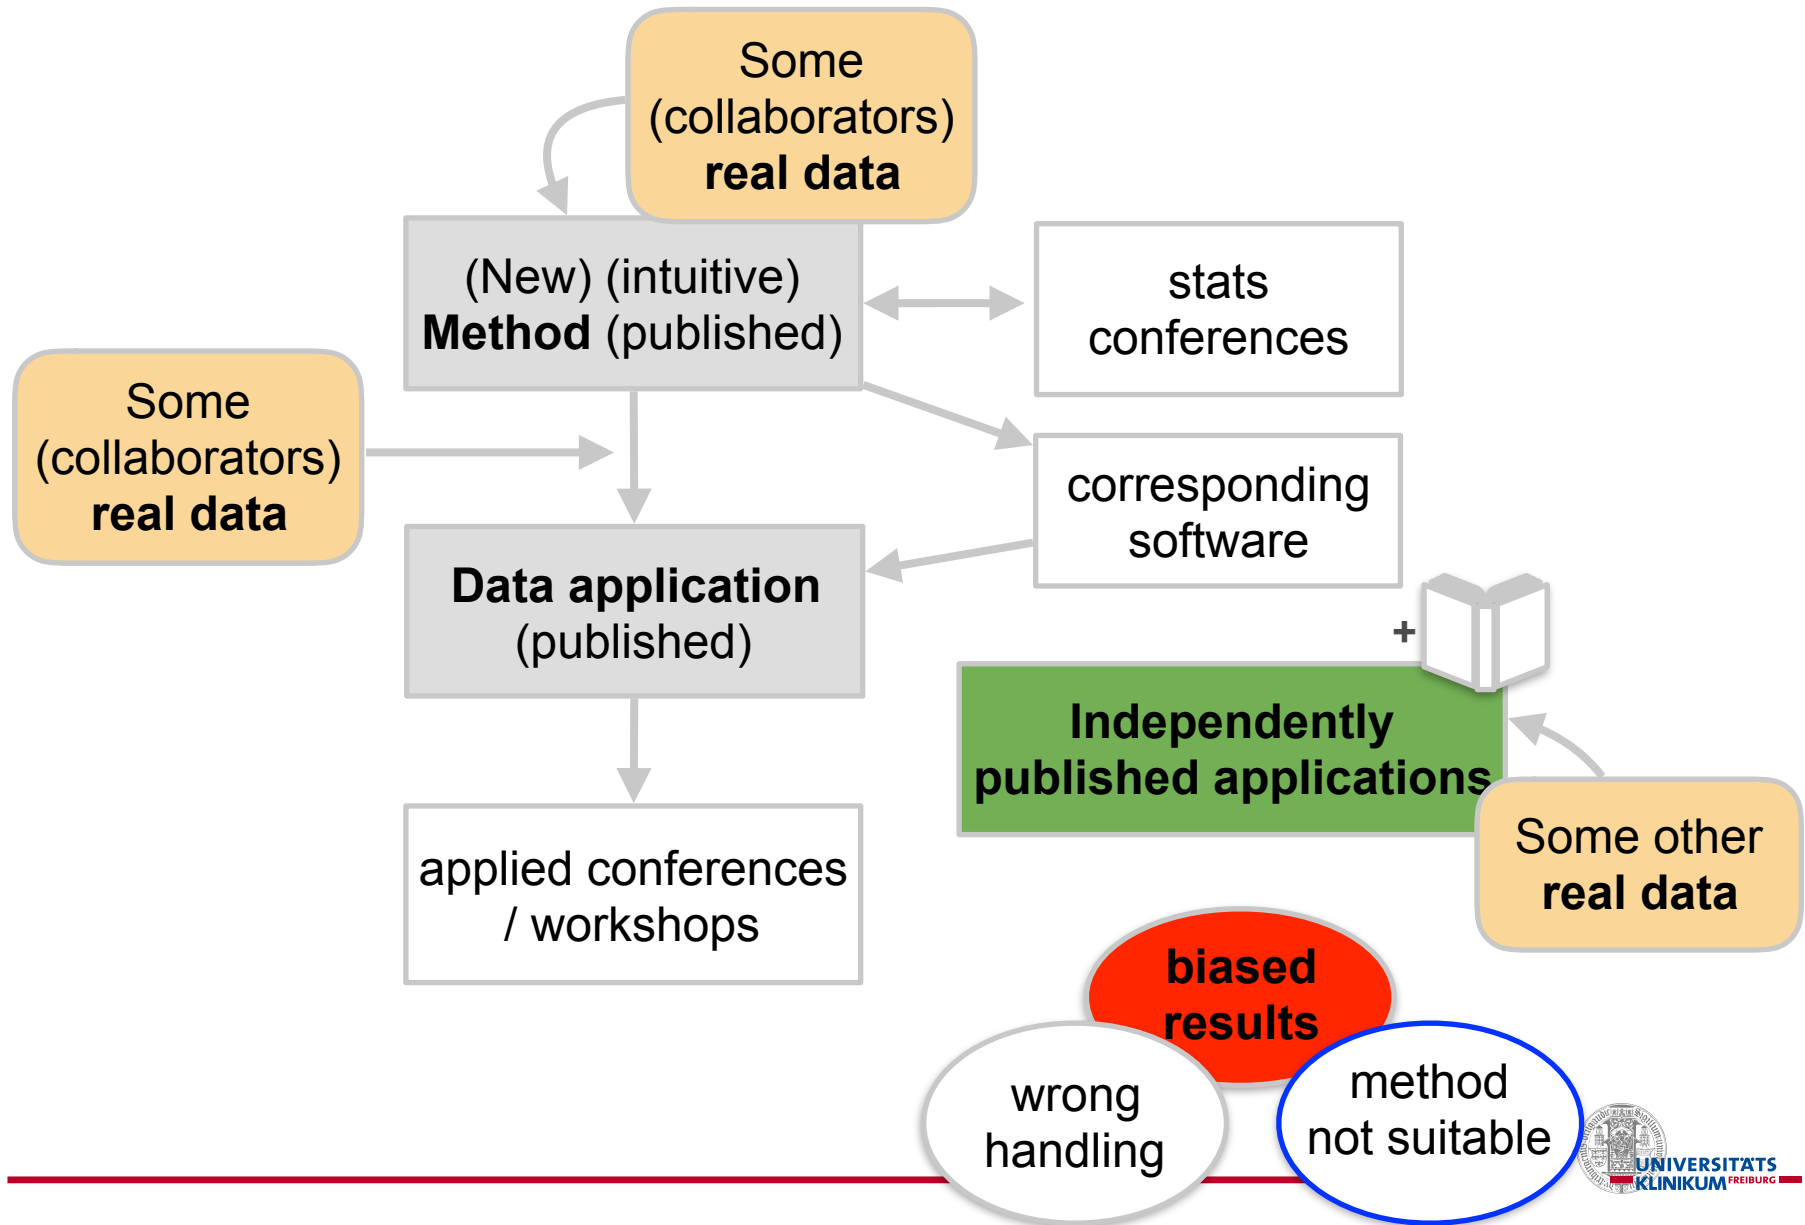 Some
(collaborators)
real data
(New) (intuitive)
Method (published)
stats
conferences
Some
(collaborators)
real data
corresponding
software
Data application
(published)
+
Independently
published applications
Some other
real data
applied conferences
/ workshops
biased
results
wrong
handling
method
not suitable
UNIVERSITÄTS
KLINIKUM FREIBURG